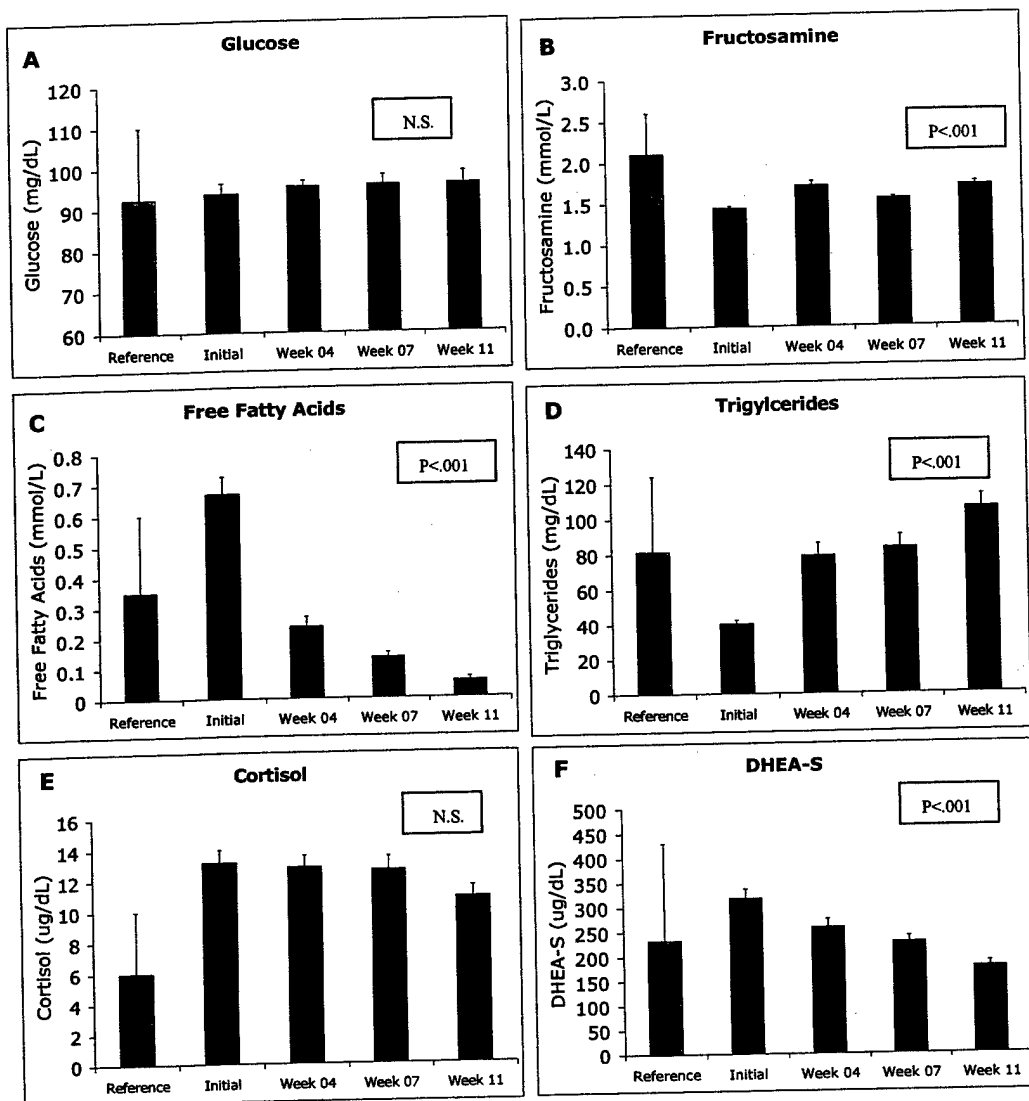 A
Glucose
N.S.
Glucose (mg/dL)
120
110
100
90
80
70
60
Reference Initial Week 04 Week 07 Week 11
B
Fructosamine
P<.001
Fructosamine (mmol/L)
3.0
2.5
2.0
1.5
1.0
0.5
0.0
Reference Initial Week 04 Week 07 Week 11
C
Free Fatty Acids
P<.001
Free Fatty Acids (mmol/L)
0.8
0.7
0.6
0.5
0.4
0.3
0.2
0.1
0
Reference Initial Week 04 Week 07 Week 11
D
Trigylcerides
P<.001
Triglycerides (mg/dL)
140
120
100
80
60
40
20
0
Reference Initial Week 04 Week 07 Week 11
E
Cortisol
N.S.
Cortisol (ug/dL)
16
14
12
10
8
6
4
2
0
Reference Initial Week 04 Week 07 Week 11
F
DHEA-S
P<.001
DHEA-S (ug/dL)
500
450
400
350
300
250
200
150
100
50
0
Reference Initial Week 04 Week 07 Week 11